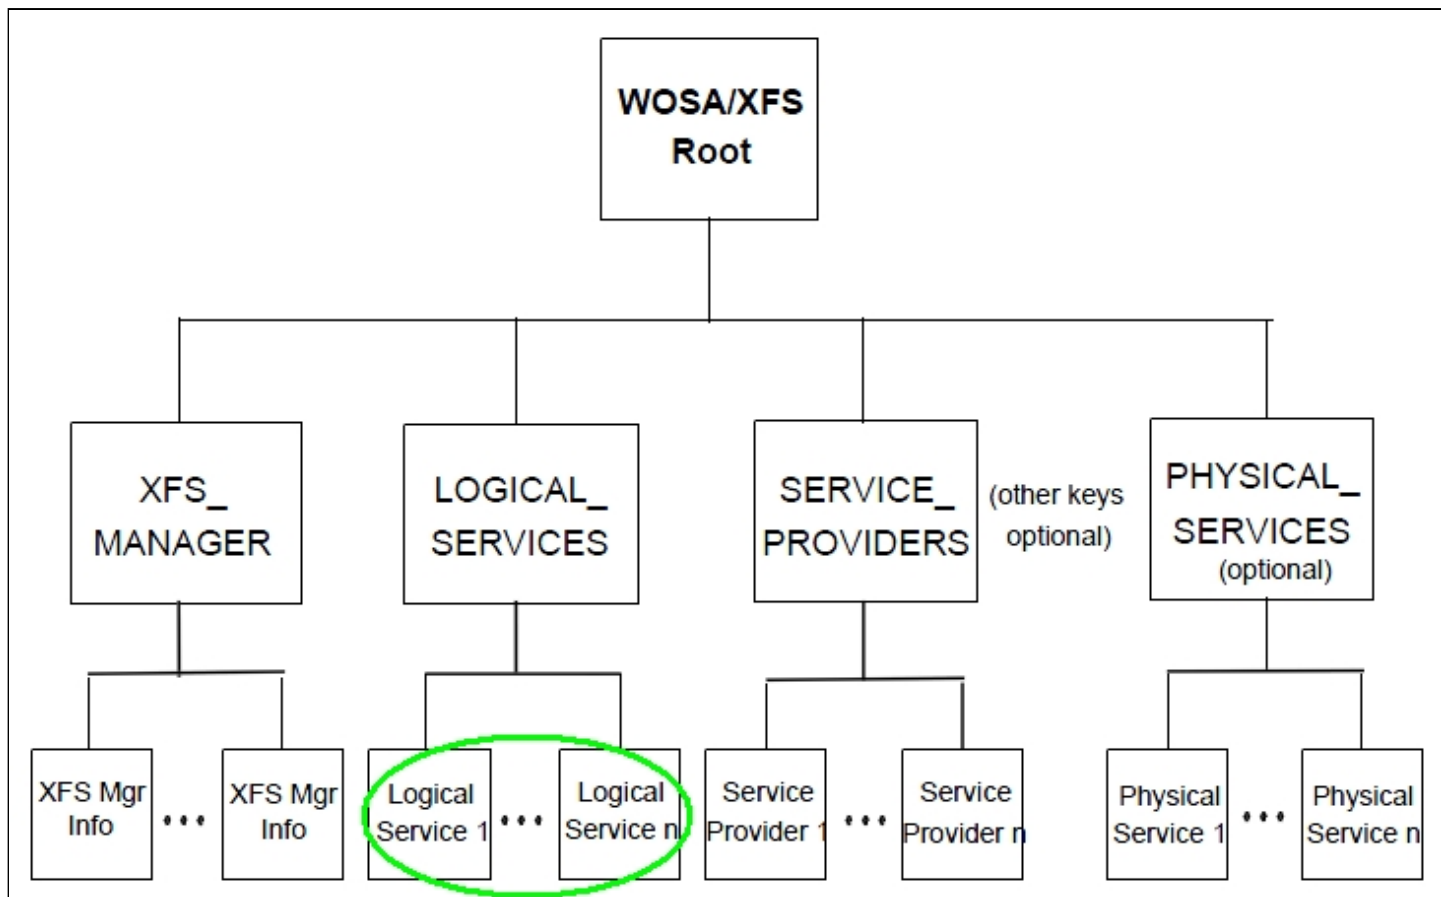 WOSA/XFS
Root
XFS_
MANAGER
LOGICAL_
SERVICES
SERVICE_
PROVIDERS
(other keys
optional)
PHYSICAL_
SERVICES
(optional)
XFS Mgr
Info
...
XFS Mgr
Info
Logical
Service 1
...
Logical
Service n
Service
Provider 1
...
Service
Provider n
Physical
Service 1
...
Physical
Service n